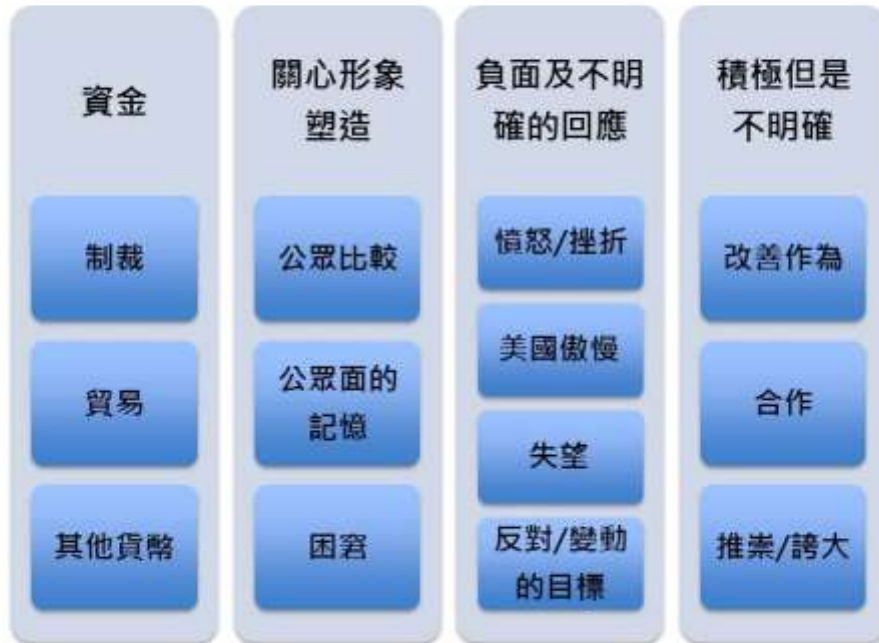 資金
制裁
貿易
其他貨幣
關心形象
塑造
公眾比較
公眾面的
記憶
困窘
負面及不明
確的回應
憤怒/挫折
美國傲慢
失望
反對/變動
的目標
積極但是
不明確
改善作為
合作
推崇/誇大